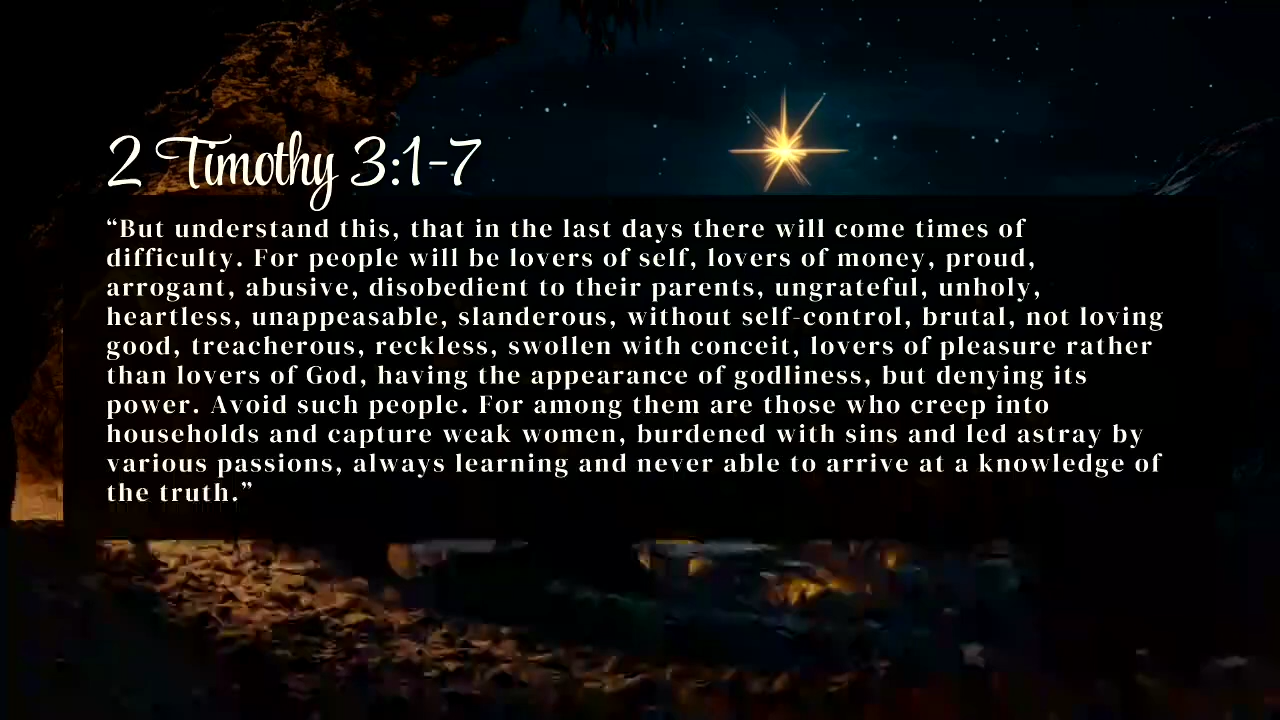 2 Timothy 3:1-7
“But understand this, that in the last days there will come times of
difficulty. For people will be lovers of self, lovers of money, proud,
arrogant, abusive, disobedient to their parents, ungrateful, unholy,
heartless, unappeasable, slanderous, without self-control, brutal, not loving
good, treacherous, reckless, swollen with conceit, lovers of pleasure rather
than lovers of God, having the appearance of godliness, but denying its
power. Avoid such people. For among them are those who creep into
households and capture weak women, burdened with sins and led astray by
various passions, always learning and never able to arrive at a knowledge of
the truth.”